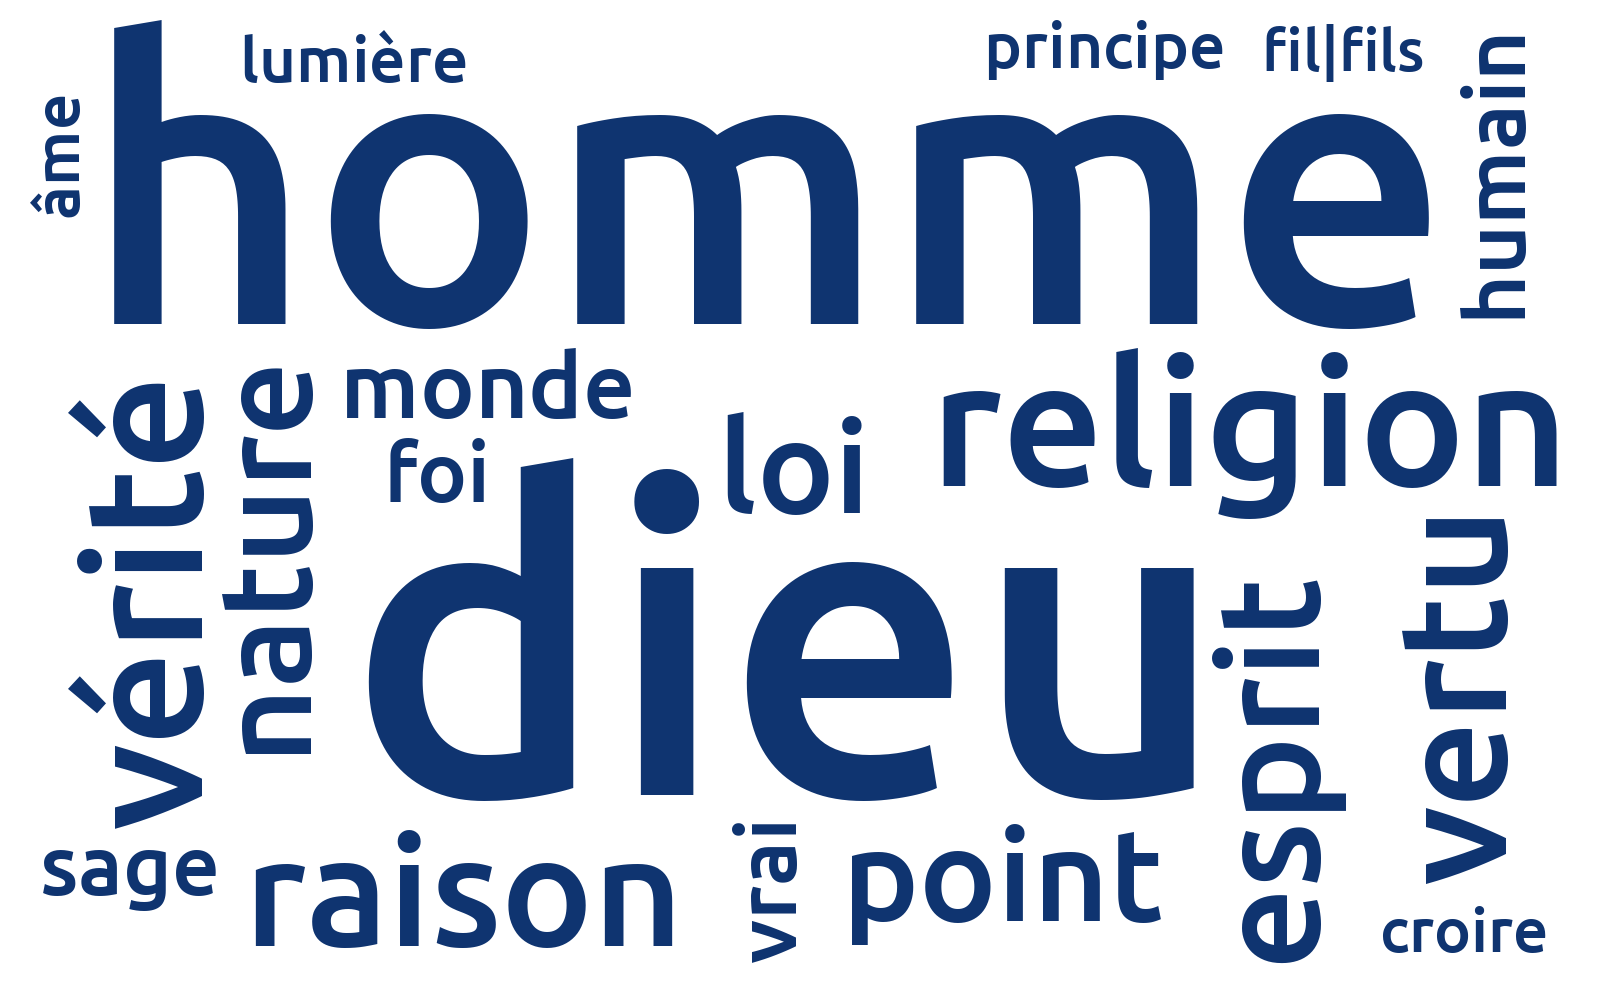 lumière
principe
fil|fils
âme
homme
humain
vérité
nature
monde
religion
foi
loi
dieu
esprit
vertu
sage
raison
vrai
point
croire